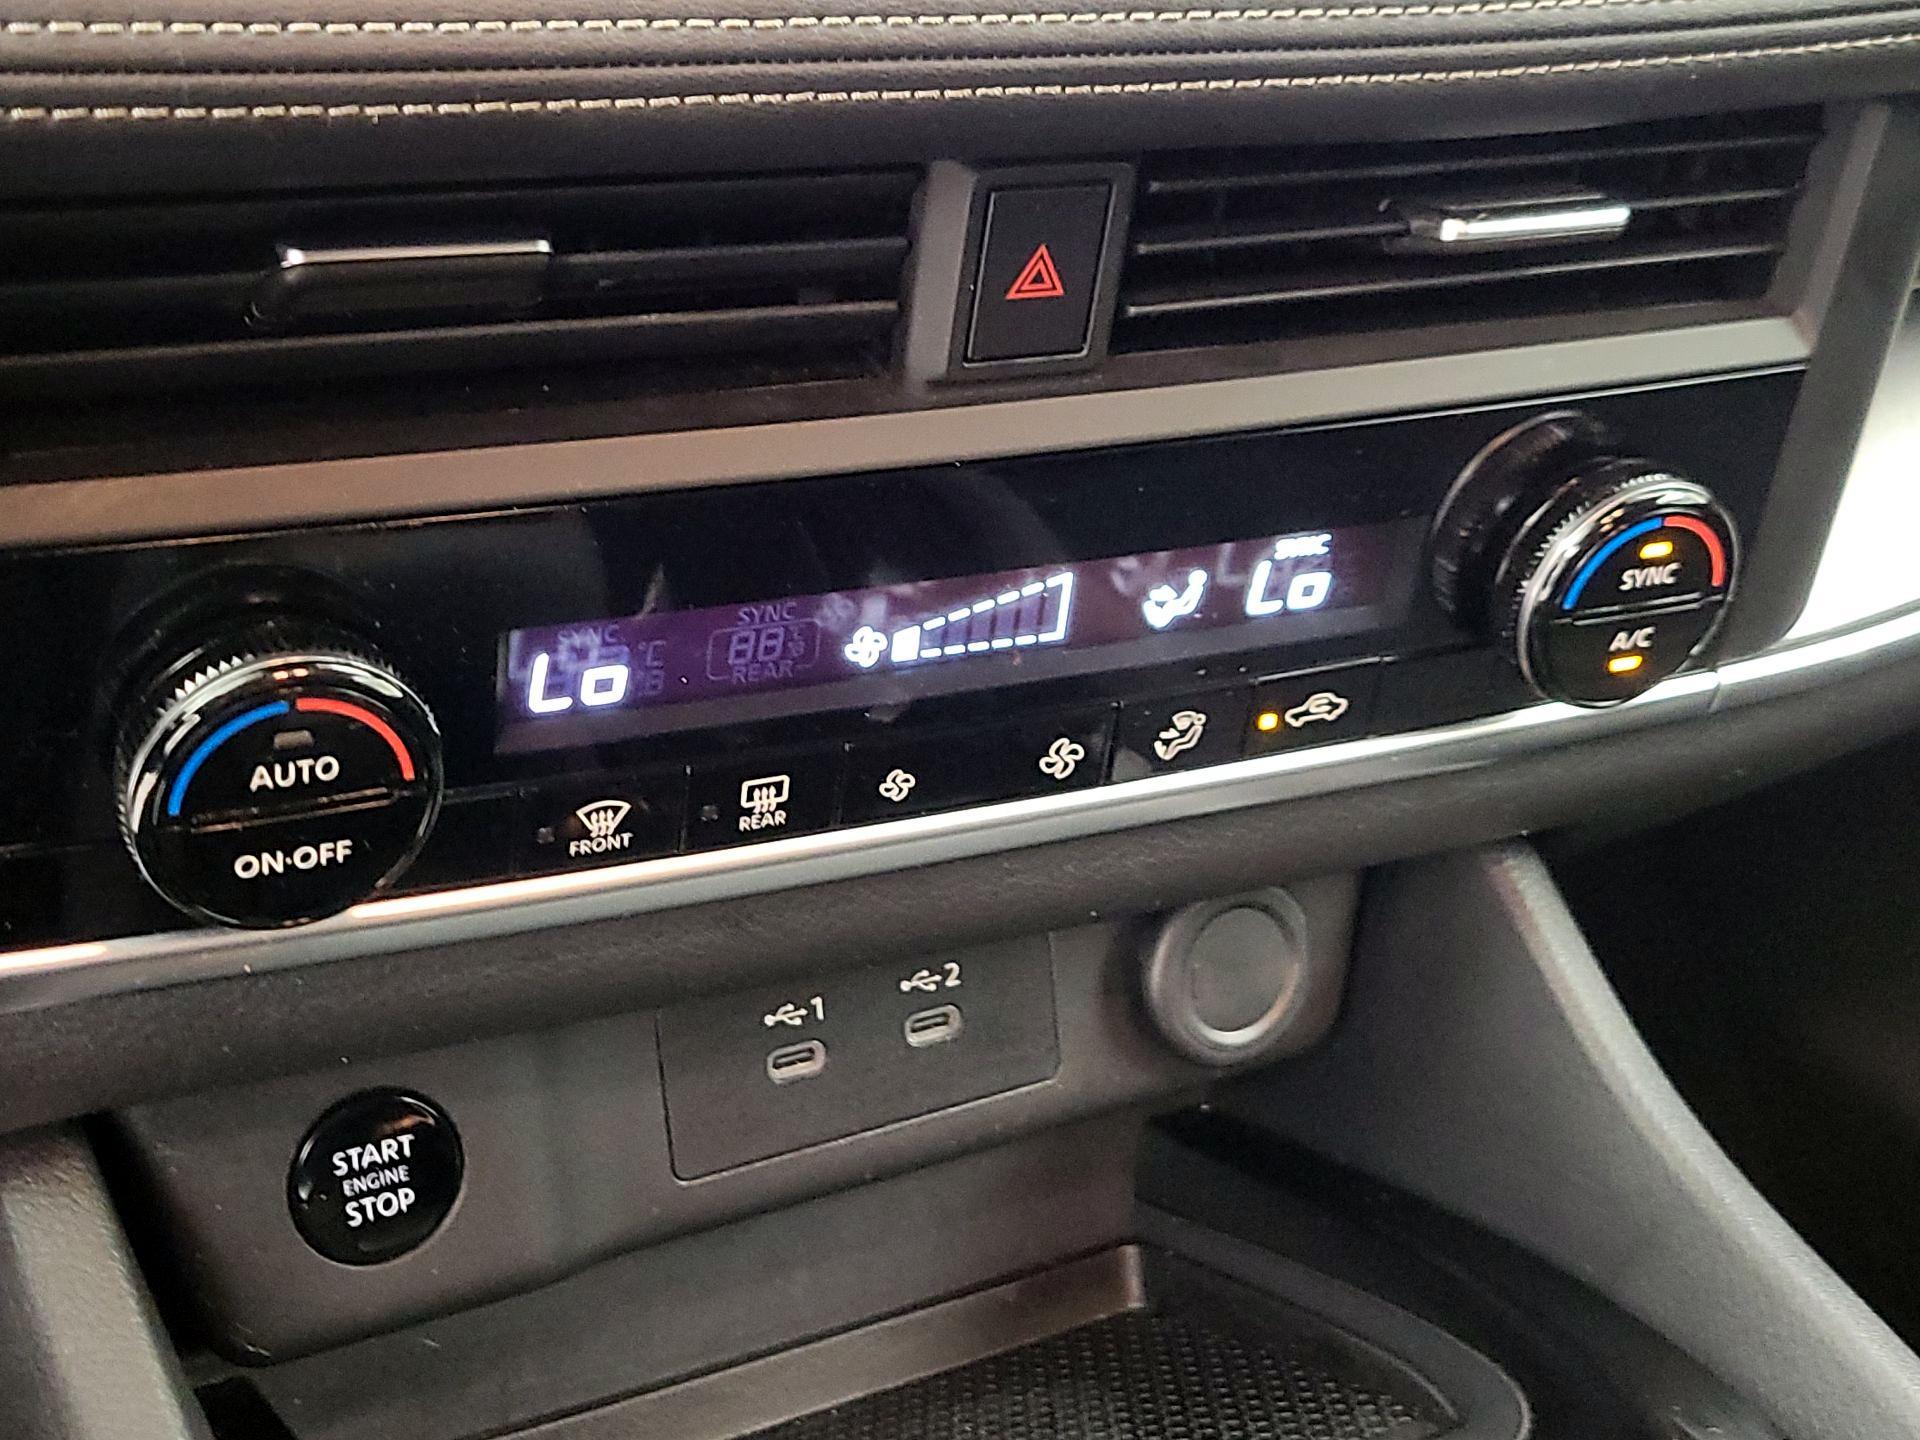 SYNC
Lo
SYNC
88
REAR
SYNC
Lo
SYNC
A/C
AUTO
ON·OFF
FRONT
REAR
1
2
START
ENGINE
STOP